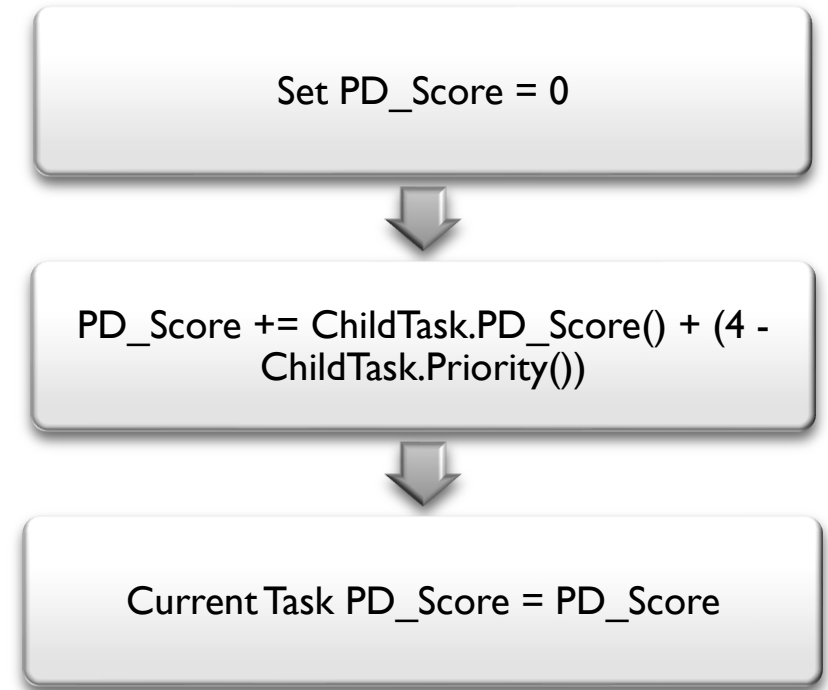 Set PD_Score = 0
PD_Score += ChildTask.PD_Score() + (4 -
ChildTask.Priority())
Current Task PD_Score = PD_Score